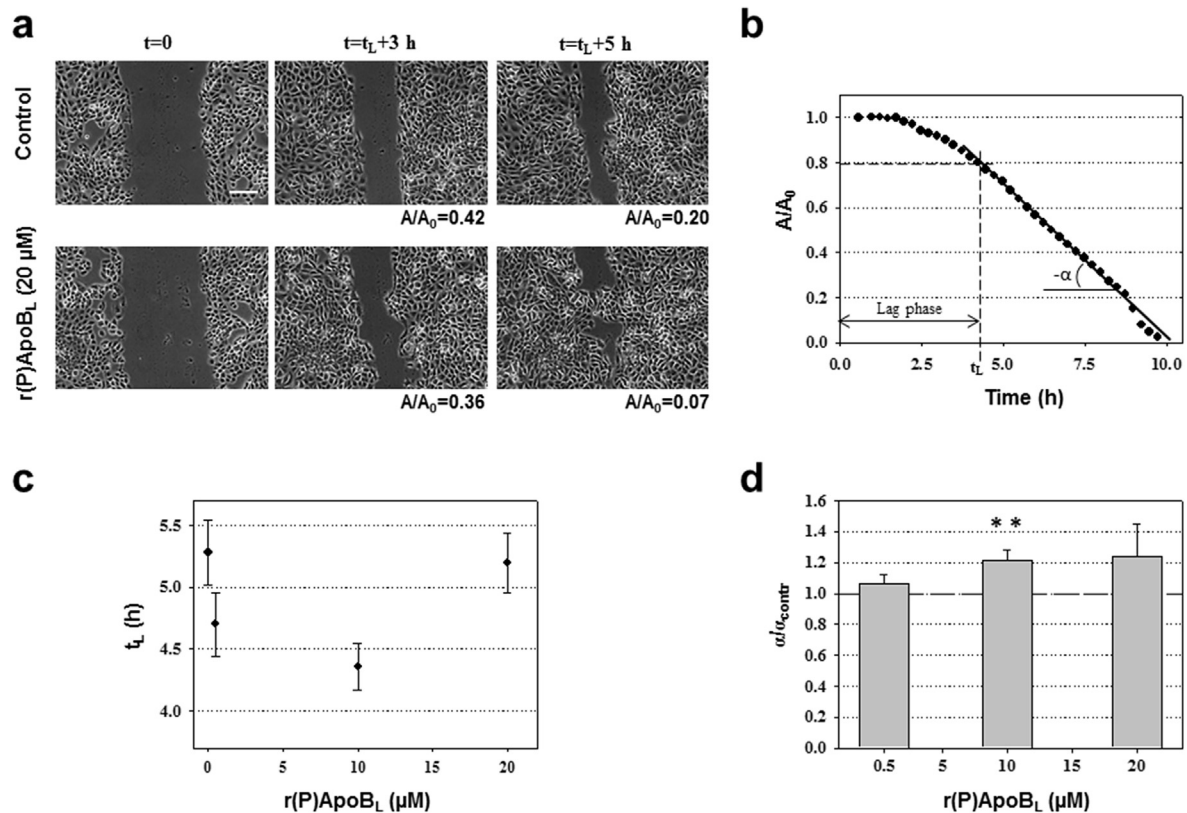 a
t=0
t=tL+3 h
t=tL+5 h
Control
A/A0=0.42
A/A0=0.20
r(P)ApoBL (20 µM)
A/A0=0.36
A/A0=0.07
b
A/A0
1.0
0.8
0.6
0.4
0.2
0.0
-α
Lag phase
0.0 2.5 tL 5.0 7.5 10.0
Time (h)
c
tL (h)
5.5
5.0
4.5
4.0
0 5 10 15 20
r(P)ApoBL (µM)
d
α/αcontr
1.6
1.4
1.2
1.0
0.8
0.6
0.4
0.2
0.0
* *
0.5 5 10 15 20
r(P)ApoBL (µM)